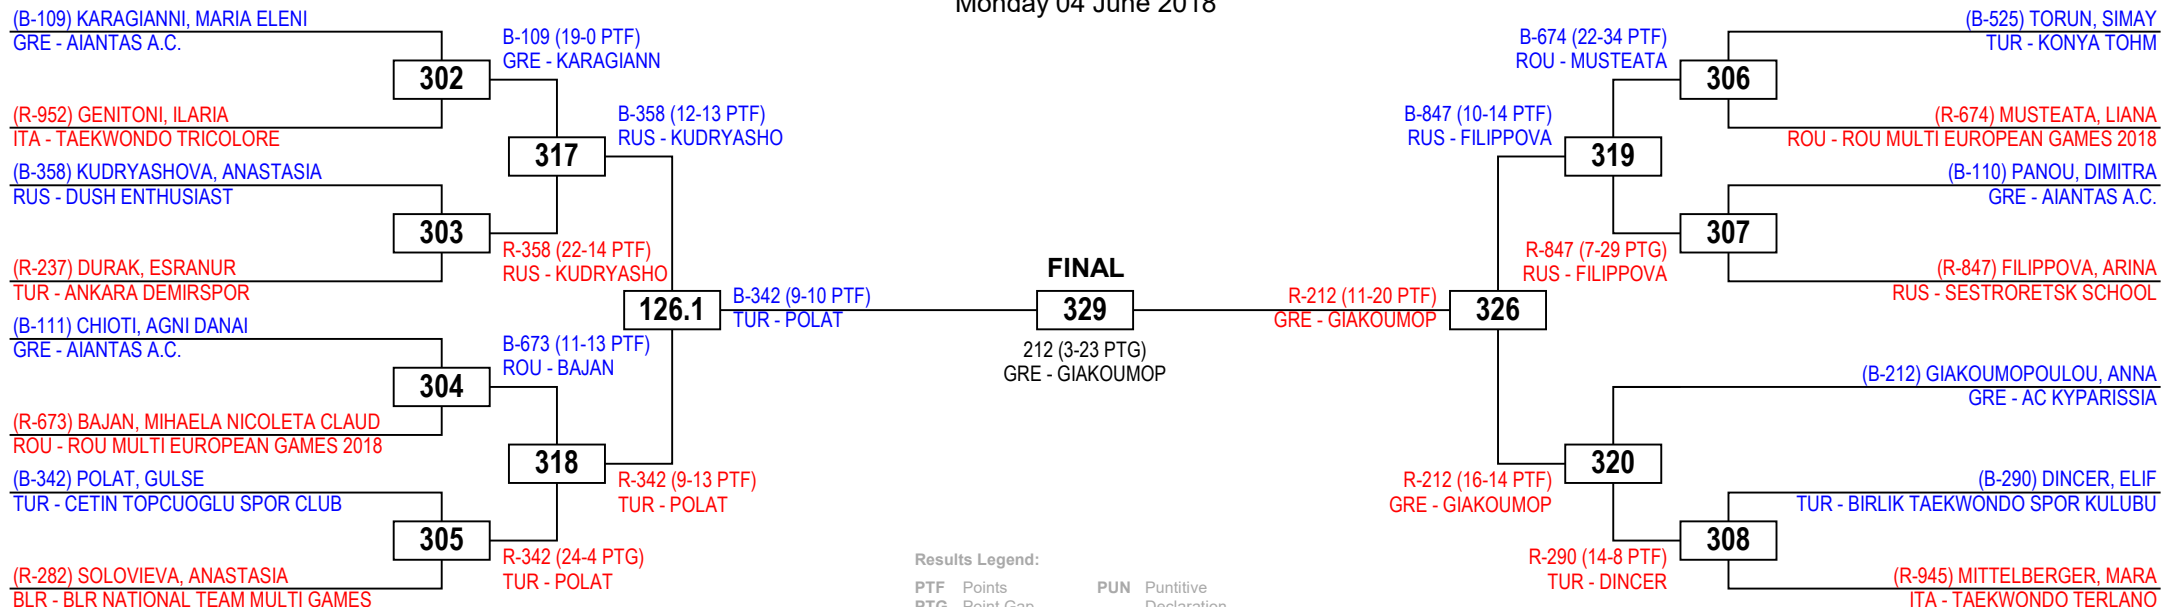 Monday 04 June 2018
(B-109) KARAGIANNI, MARIA ELENI
GRE - AIANTAS A.C.
302
(R-952) GENITONI, ILARIA
ITA - TAEKWONDO TRICOLORE
B-109 (19-0 PTF)
GRE - KARAGIANN
(B-358) KUDRYASHOVA, ANASTASIA
RUS - DUSH ENTHUSIAST
303
(R-237) DURAK, ESRANUR
TUR - ANKARA DEMIRSPOR
R-358 (22-14 PTF)
RUS - KUDRYASHO
317
B-358 (12-13 PTF)
RUS - KUDRYASHO
(B-111) CHIOTI, AGNI DANAI
GRE - AIANTAS A.C.
304
(R-673) BAJAN, MIHAELA NICOLETA CLAUD
ROU - ROU MULTI EUROPEAN GAMES 2018
B-673 (11-13 PTF)
ROU - BAJAN
(B-342) POLAT, GULSE
TUR - CETIN TOPCUOGLU SPOR CLUB
305
(R-282) SOLOVIEVA, ANASTASIA
BLR - BLR NATIONAL TEAM MULTI GAMES
R-342 (24-4 PTG)
TUR - POLAT
318
R-342 (9-13 PTF)
TUR - POLAT
126.1
B-342 (9-10 PTF)
TUR - POLAT
FINAL
329
212 (3-23 PTG)
GRE - GIAKOUMOP
R-212 (11-20 PTF)
GRE - GIAKOUMOP
326
B-847 (10-14 PTF)
RUS - FILIPPOVA
319
B-674 (22-34 PTF)
ROU - MUSTEATA
306
(B-525) TORUN, SIMAY
TUR - KONYA TOHM
(R-674) MUSTEATA, LIANA
ROU - ROU MULTI EUROPEAN GAMES 2018
R-847 (7-29 PTG)
RUS - FILIPPOVA
307
(B-110) PANOU, DIMITRA
GRE - AIANTAS A.C.
(R-847) FILIPPOVA, ARINA
RUS - SESTRORETSK SCHOOL
R-212 (16-14 PTF)
GRE - GIAKOUMOP
320
(B-212) GIAKOUMOPOULOU, ANNA
GRE - AC KYPARISSIA
R-290 (14-8 PTF)
TUR - DINCER
308
(B-290) DINCER, ELIF
TUR - BIRLIK TAEKWONDO SPOR KULUBU
(R-945) MITTELBERGER, MARA
ITA - TAEKWONDO TERLANO
Results Legend:
PTF Points PUN Puntitive
PTG Point Gap Declaration